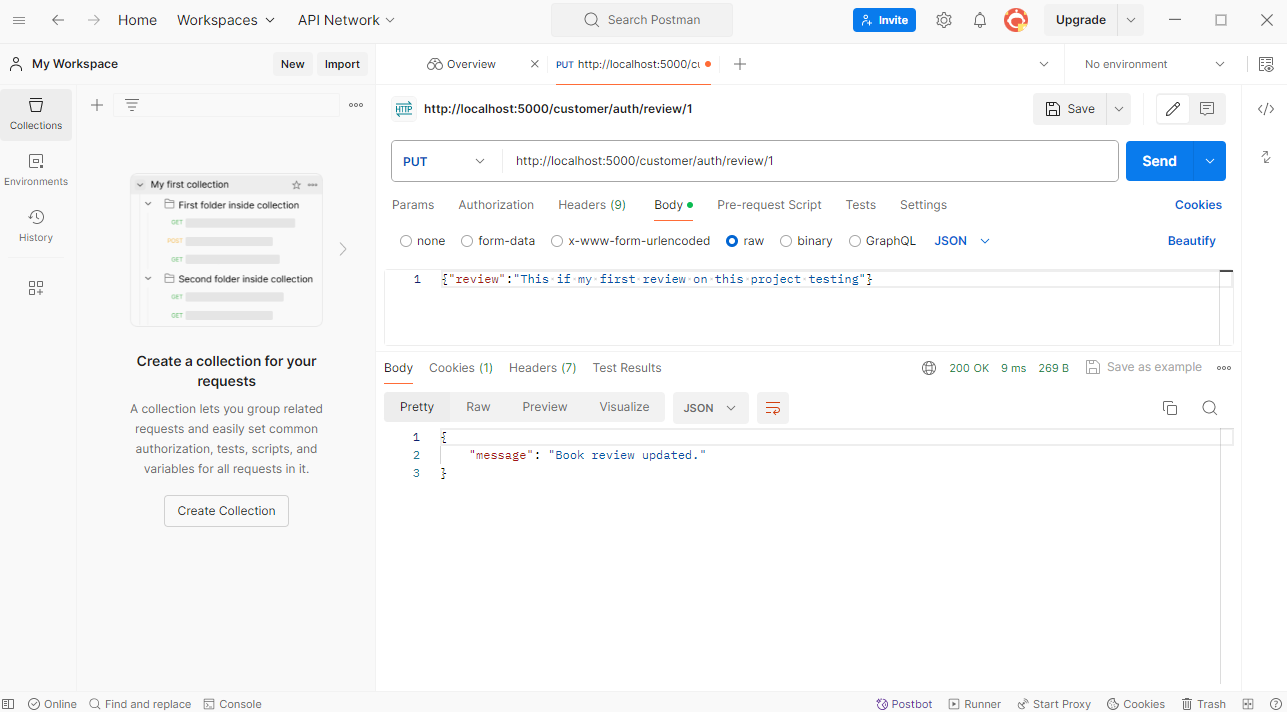 Home Workspaces API Network Search Postman Invite Upgrade
My Workspace New Import Overview PUT http://localhost:5000/cu No environment
Collections
Environments
History
My first collection
First folder inside collection
GET
POST
GET
Second folder inside collection
GET
GET
Create a collection for your
requests
A collection lets you group related
requests and easily set common
authorization, tests, scripts, and
variables for all requests in it.
Create Collection
HTTP http://localhost:5000/customer/auth/review/1 Save
PUT http://localhost:5000/customer/auth/review/1 Send
Params Authorization Headers (9) Body Pre-request Script Tests Settings Cookies
none form-data x-www-form-urlencoded raw binary GraphQL JSON Beautify
1 {"review":"This if my first review on this project testing"}
Body Cookies (1) Headers (7) Test Results 200 OK 9 ms 269 B Save as example
Pretty Raw Preview Visualize JSON
1 {
2 "message": "Book review updated."
3 }
Online Find and replace Console Postbot Runner Start Proxy Cookies Trash